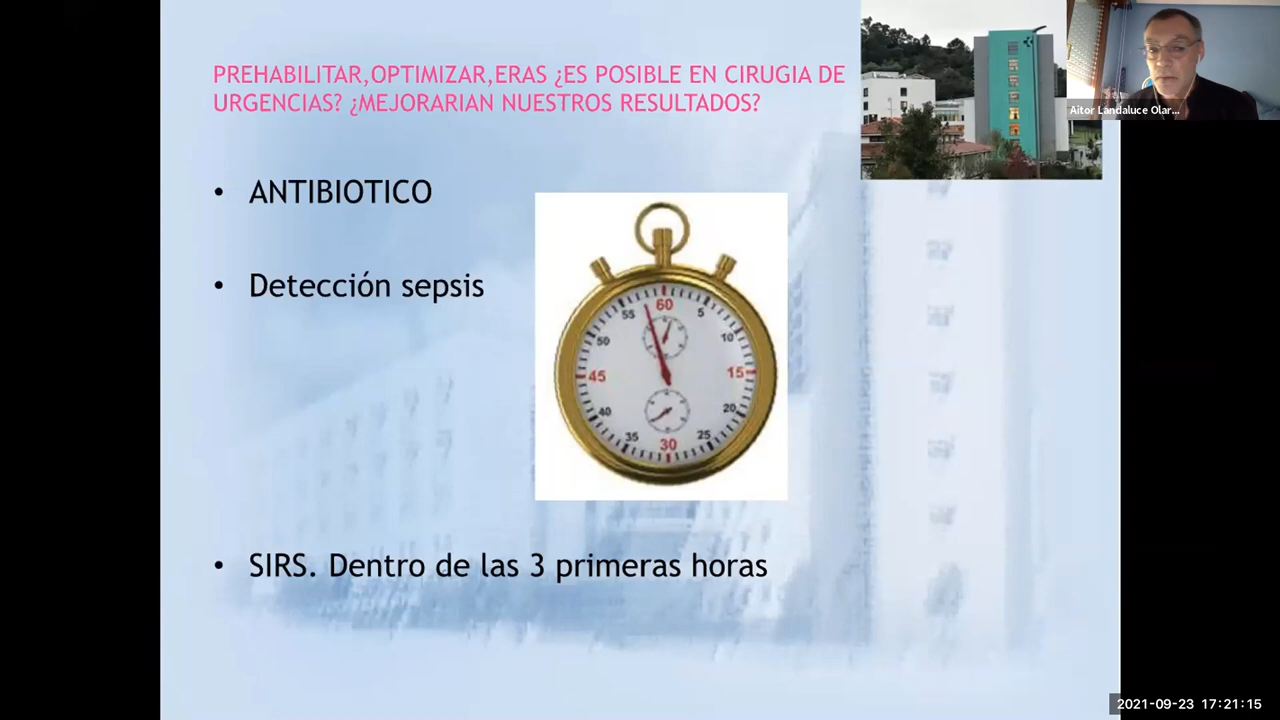 PREHABILITAR,OPTIMIZAR,ERAS ¿ES POSIBLE EN CIRUGIA DE
URGENCIAS? ¿MEJORARIAN NUESTROS RESULTADOS?
Aitor Landaluce Olar...
• ANTIBIOTICO
• Detección sepsis
60
55
5
50
10
45
15
40
20
35
25
30
• SIRS. Dentro de las 3 primeras horas
2021-09-23 17:21:15